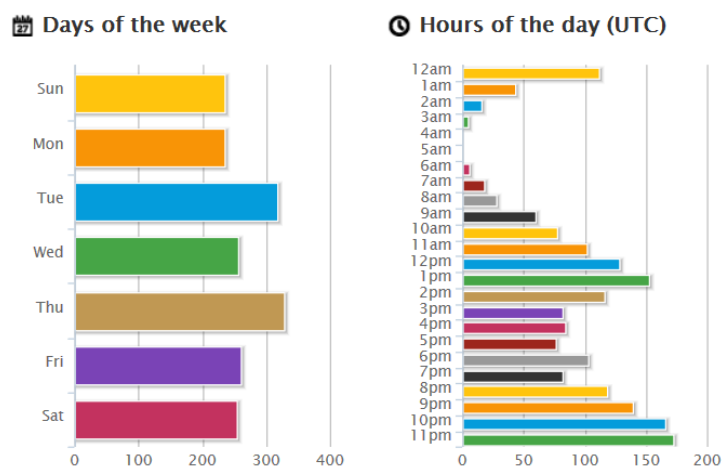 27 Days of the week
Sun
Mon
Tue
Wed
Thu
Fri
Sat
0 100 200 300 400
Hours of the day (UTC)
12am
1am
2am
3am
4am
5am
6am
7am
8am
9am
10am
11am
12pm
1pm
2pm
3pm
4pm
5pm
6pm
7pm
8pm
9pm
10pm
11pm
0 50 100 150 200